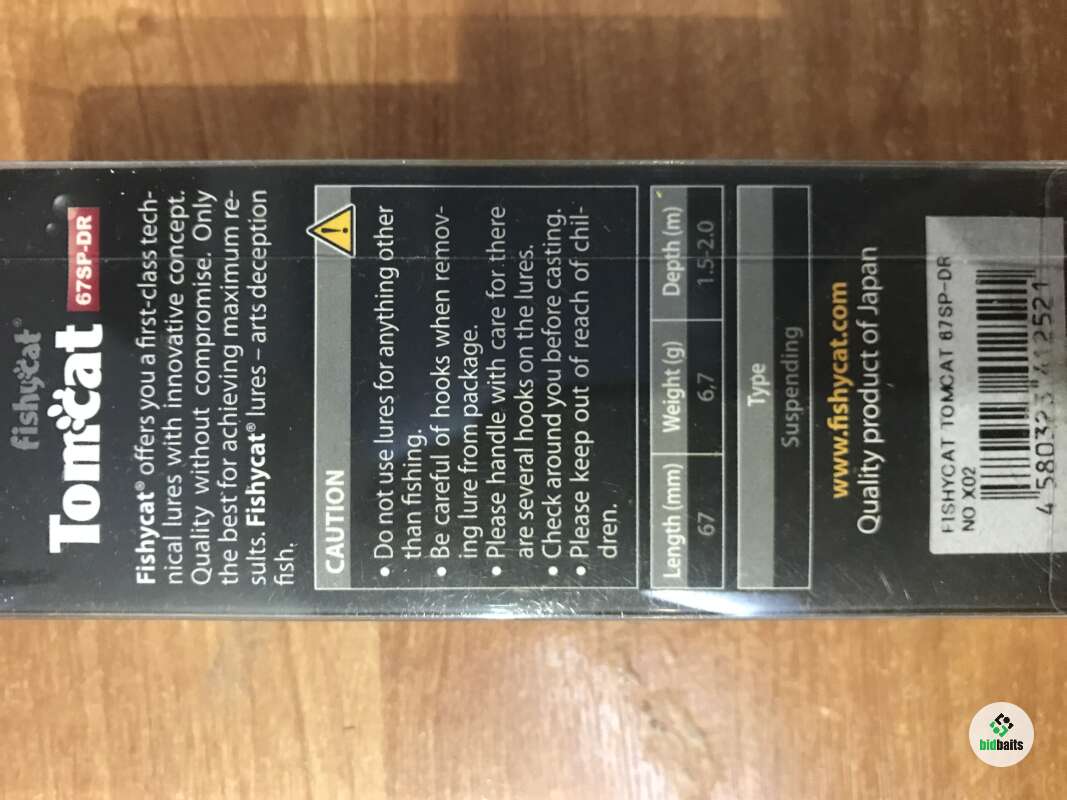 fishycat®
Tomcat
67SP-DR
Fishycat® offers you a first-class tech-
nical lures with innovative concept.
Quality without compromise. Only
the best for achieving maximum re-
sults. Fishycat® lures – arts deception
fish.
CAUTION
• Do not use lures for anything other
than fishing.
• Be careful of hooks when remov-
ing lure from package.
• Please handle with care for there
are several hooks on the lures.
• Check around you before casting.
• Please keep out of reach of chil-
dren.
Length (mm) Weight (g) Depth (m)
67 6,7 1.5-2.0
Type
Suspending
www.fishycat.com
Quality product of Japan
FISHYCAT TOMCAT 67SP-DR
NO X02
4 580323 412521
bidbaits